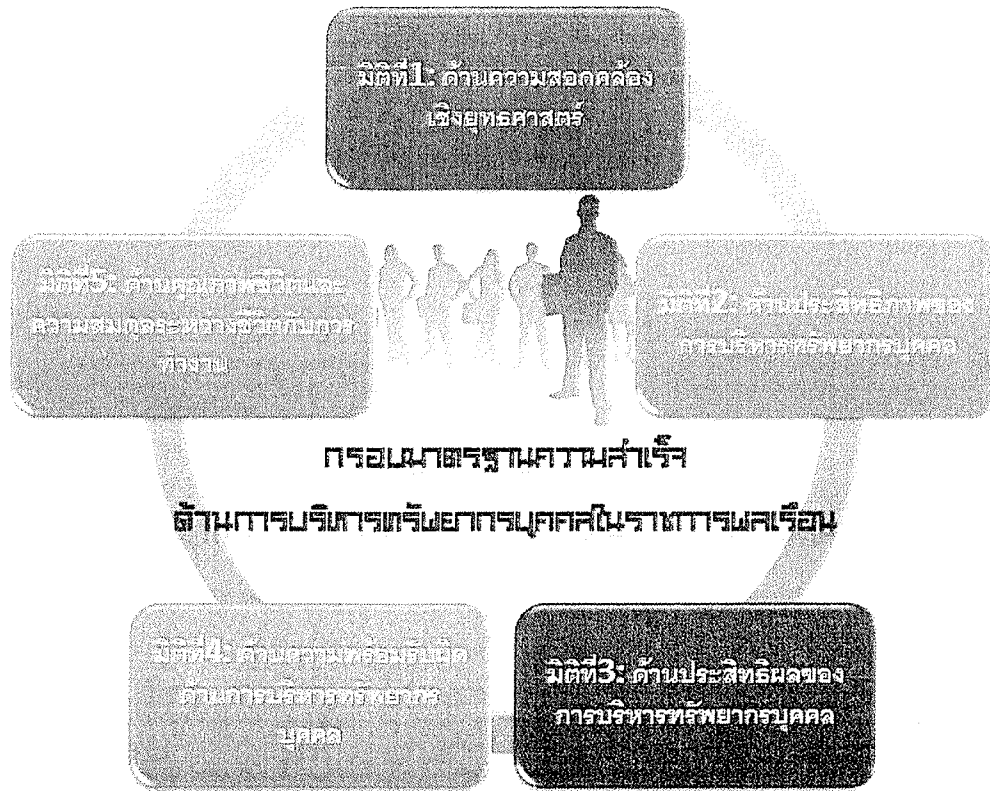 มิติที่1: ด้านความสอดคล้อง
เชิงยุทธศาสตร์
มิติที่5: ด้านคุณภาพชีวิตและ
ความสมดุลระหว่างชีวิตกับการ
ทำงาน
มิติที่2: ด้านประสิทธิภาพของ
การบริหารทรัพยากรบุคคล
กรอบมาตรฐานความสำเร็จ
ด้านการบริหารทรัพยากรบุคคลในราชการพลเรือน
มิติที่4: ด้านความพร้อมรับผิด
ด้านการบริหารทรัพยากร
บุคคล
มิติที่3: ด้านประสิทธิผลของ
การบริหารทรัพยากรบุคคล